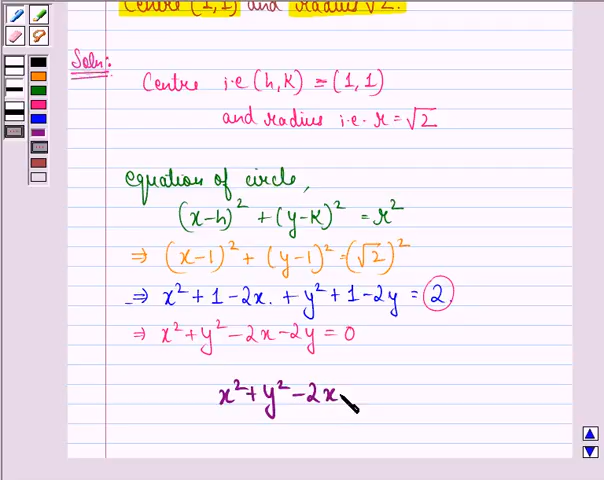 Centre (1,1) and radius √2.
Soln:
Centre i.e (h,K) = (1,1)
and radius i.e. r = √2
equation of circle,
(x-h)² + (y-K)² = r²
⇒ (x-1)² + (y-1)² = (√2)²
⇒ x² + 1 - 2x. + y² + 1 - 2y = 2.
⇒ x² + y² - 2x - 2y = 0
x² + y² - 2x